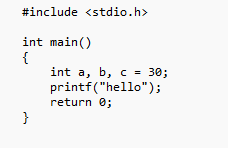 #include <stdio.h>

int main()
{
    int a, b, c = 30;
    printf("hello");
    return 0;
}